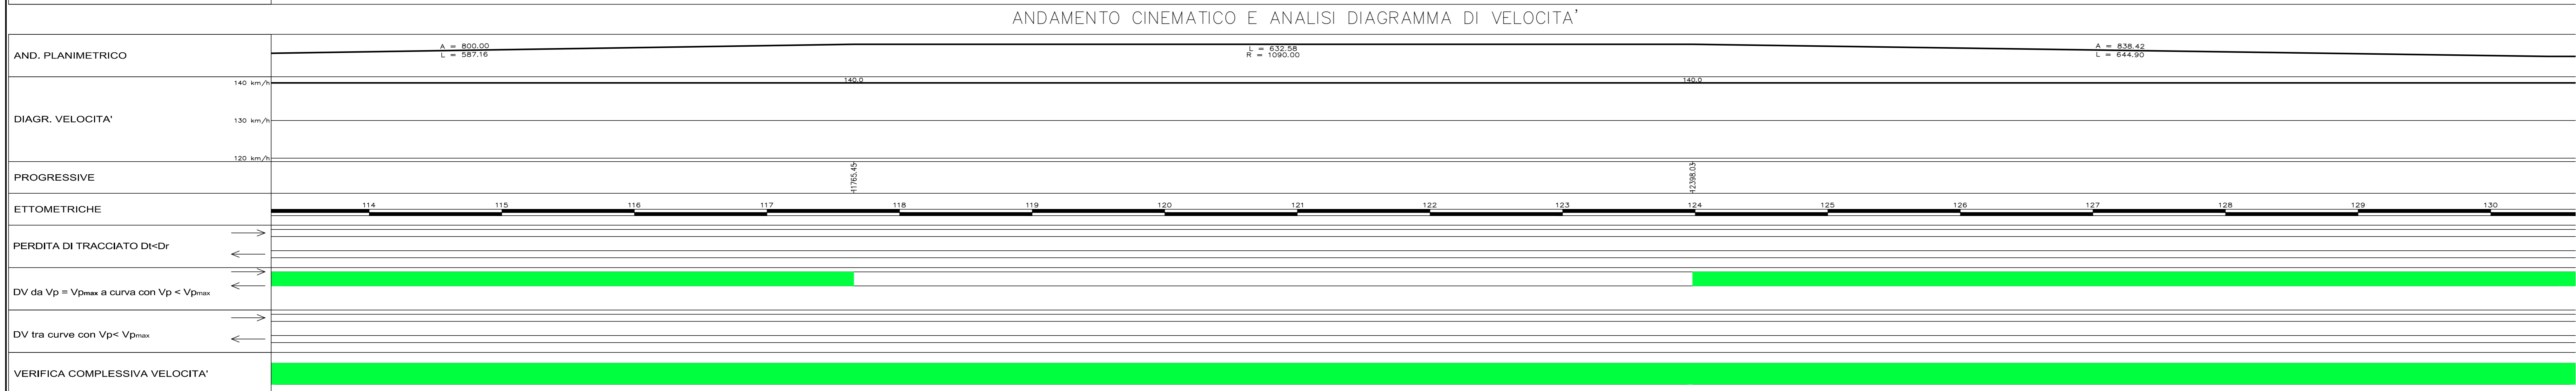 ANDAMENTO CINEMATICO E ANALISI DIAGRAMMA DI VELOCITA'
AND. PLANIMETRICO
A = 800.00
L = 587.16
L = 632.58
R = 1090.00
A = 838.42
L = 644.90
DIAGR. VELOCITA'
140 km/h
140.0
140.0
130 km/h
120 km/h
PROGRESSIVE
1765.45
2398.03
ETTOMETRICHE
114 115 116 117 118 119 120 121 122 123 124 125 126 127 128 129 130
PERDITA DI TRACCIATO Dt<Dr
DV da Vp = Vpmax a curva con Vp < Vpmax
DV tra curve con Vp< Vpmax
VERIFICA COMPLESSIVA VELOCITA'